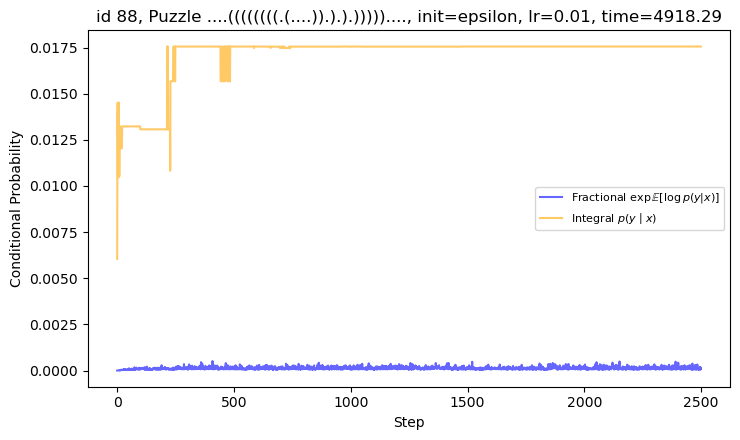 id 88, Puzzle ....((((((((.(....)).).).)))))...., init=epsilon, lr=0.01, time=4918.29
0.0175
0.0150
0.0125
0.0100
0.0075
0.0050
0.0025
0.0000
Conditional Probability
Fractional exp𝔼[log p(y|x)]
Integral p(y | x)
0
500
1000
1500
2000
2500
Step